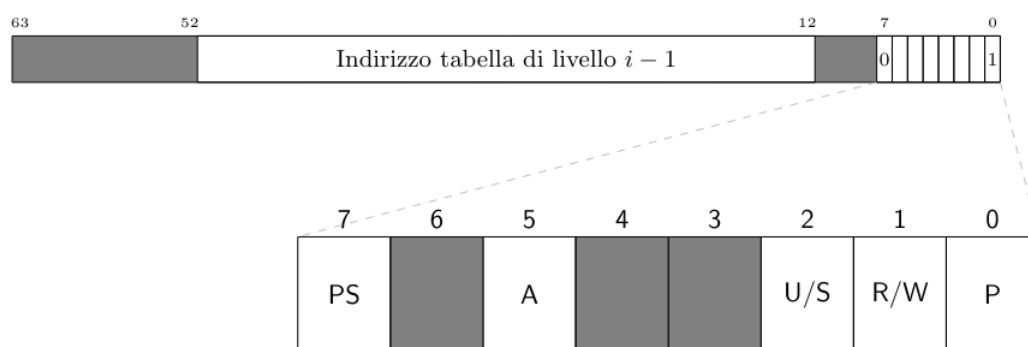 63 52 12 7 0
Indirizzo tabella di livello i − 1 0 1
7 6 5 4 3 2 1 0
PS A U/S R/W P